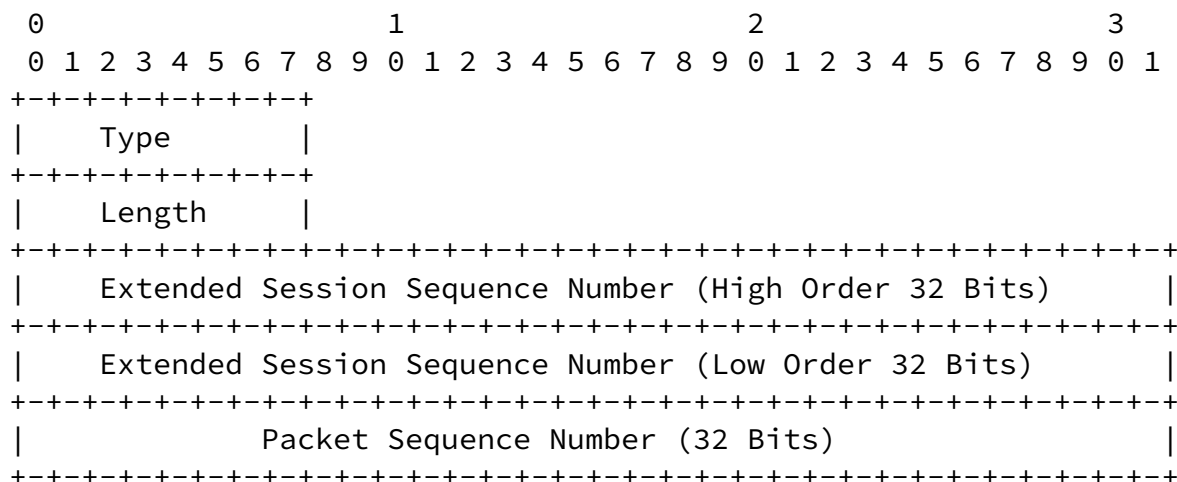 0                   1                   2                   3
 0 1 2 3 4 5 6 7 8 9 0 1 2 3 4 5 6 7 8 9 0 1 2 3 4 5 6 7 8 9 0 1
+-+-+-+-+-+-+-+-+
|    Type       |
+-+-+-+-+-+-+-+-+
|    Length     |
+-+-+-+-+-+-+-+-+-+-+-+-+-+-+-+-+-+-+-+-+-+-+-+-+-+-+-+-+-+-+-+-+
|    Extended Session Sequence Number (High Order 32 Bits)      |
+-+-+-+-+-+-+-+-+-+-+-+-+-+-+-+-+-+-+-+-+-+-+-+-+-+-+-+-+-+-+-+-+
|    Extended Session Sequence Number (Low Order 32 Bits)       |
+-+-+-+-+-+-+-+-+-+-+-+-+-+-+-+-+-+-+-+-+-+-+-+-+-+-+-+-+-+-+-+-+
|             Packet Sequence Number (32 Bits)                  |
+-+-+-+-+-+-+-+-+-+-+-+-+-+-+-+-+-+-+-+-+-+-+-+-+-+-+-+-+-+-+-+-+